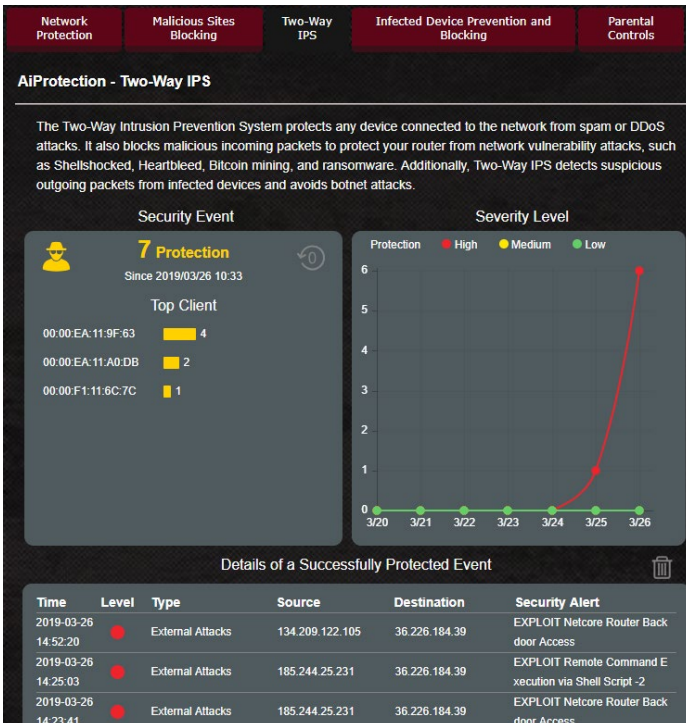 Network Protection
Malicious Sites Blocking
Two-Way IPS
Infected Device Prevention and Blocking
Parental Controls
AiProtection - Two-Way IPS
The Two-Way Intrusion Prevention System protects any device connected to the network from spam or DDoS
attacks. It also blocks malicious incoming packets to protect your router from network vulnerability attacks, such
as Shellshocked, Heartbleed, Bitcoin mining, and ransomware. Additionally, Two-Way IPS detects suspicious
outgoing packets from infected devices and avoids botnet attacks.
Security Event
7 Protection
0
Since 2019/03/26 10:33
Top Client
00:00:EA:11:9F:63 4
00:00:EA:11:A0:DB 2
00:00:F1:11:6C:7C 1
Severity Level
Protection High Medium Low
6
5
4
3
2
1
0
3/20 3/21 3/22 3/23 3/24 3/25 3/26
Details of a Successfully Protected Event
Time Level Type Source Destination Security Alert
2019-03-26 14:52:20 External Attacks 134.209.122.105 36.226.184.39 EXPLOIT Netcore Router Back door Access
2019-03-26 14:25:03 External Attacks 185.244.25.231 36.226.184.39 EXPLOIT Remote Command E xecution via Shell Script -2
2019-03-26 14:23:41 External Attacks 185.244.25.231 36.226.184.39 EXPLOIT Netcore Router Back door Access